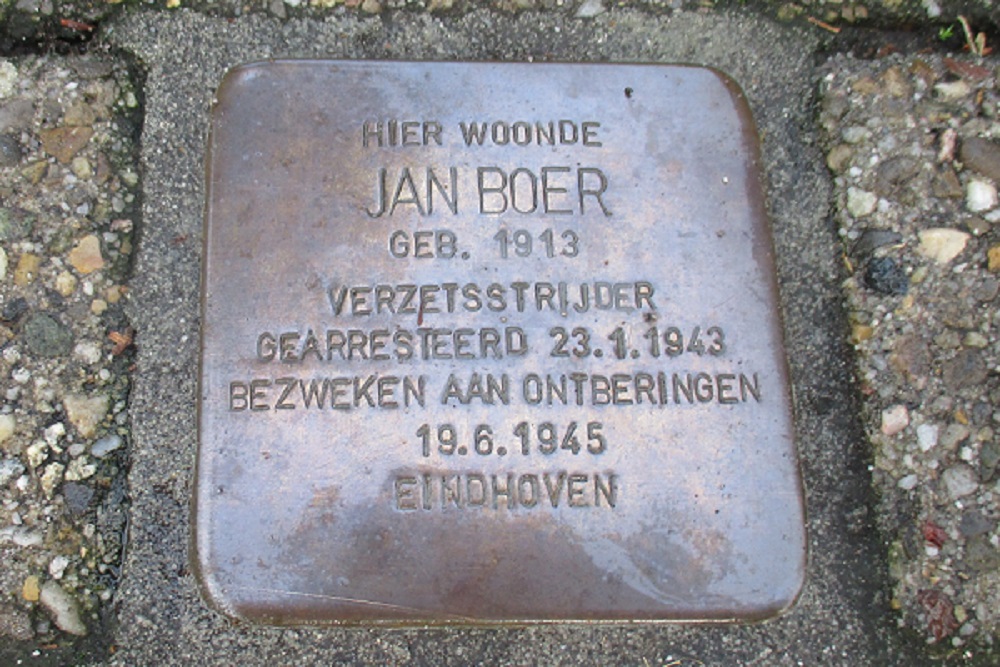 HIER WOONDE
JAN BOER
GEB. 1913
VERZETSSTRIJDER
GEARRESTEERD 23.1.1943
BEZWEKEN AAN ONTBERINGEN
19.6.1945
EINDHOVEN